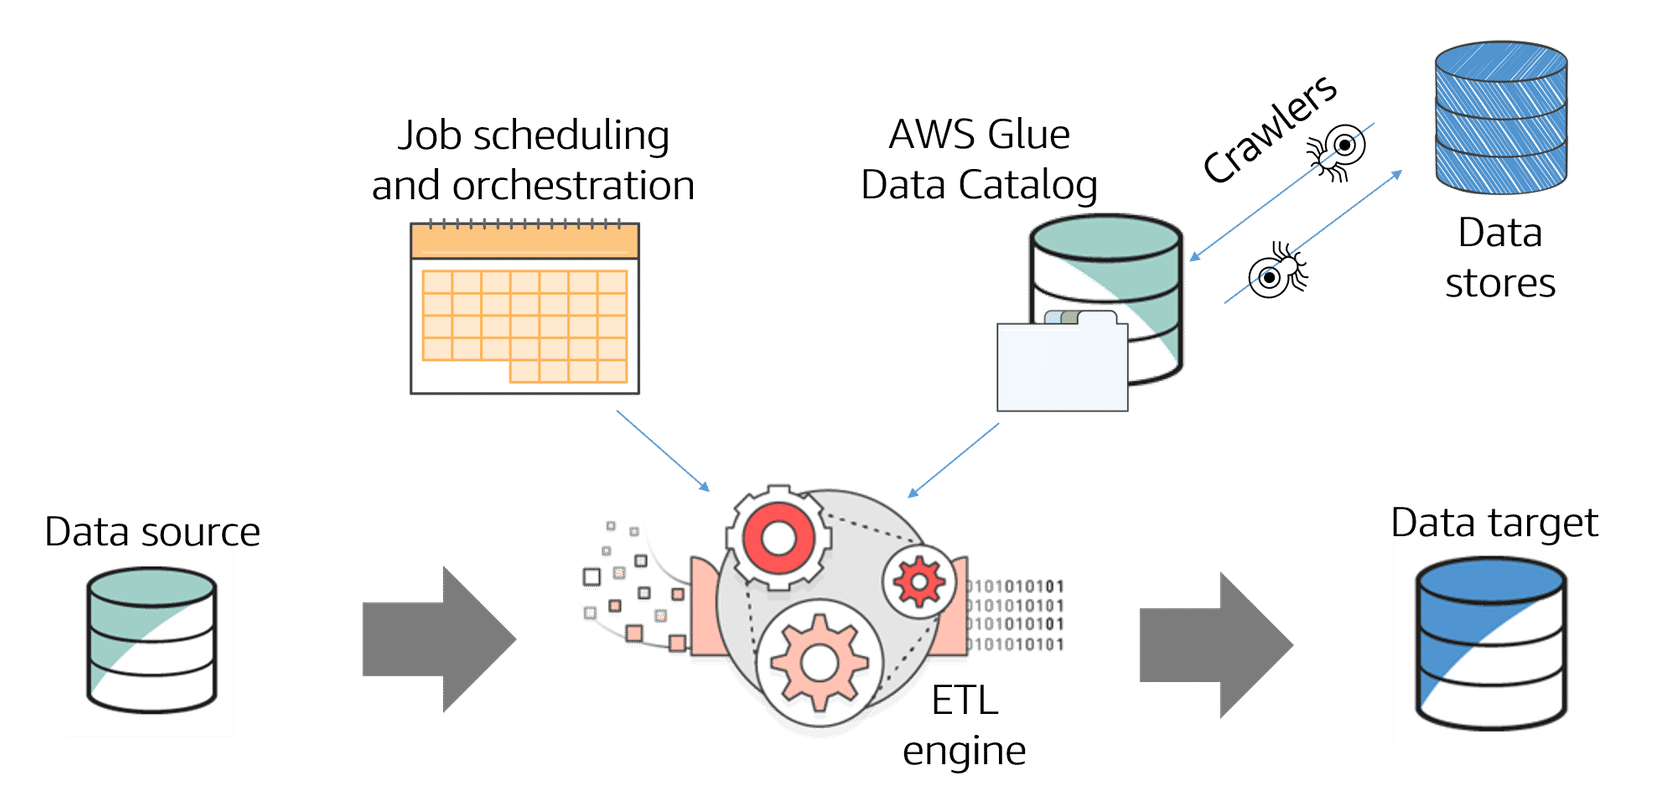 Job scheduling
and orchestration
AWS Glue
Data Catalog
Crawlers
Data
stores
Data source
Data target
0101010101
0101010101
0101010101
0101010101
ETL
engine